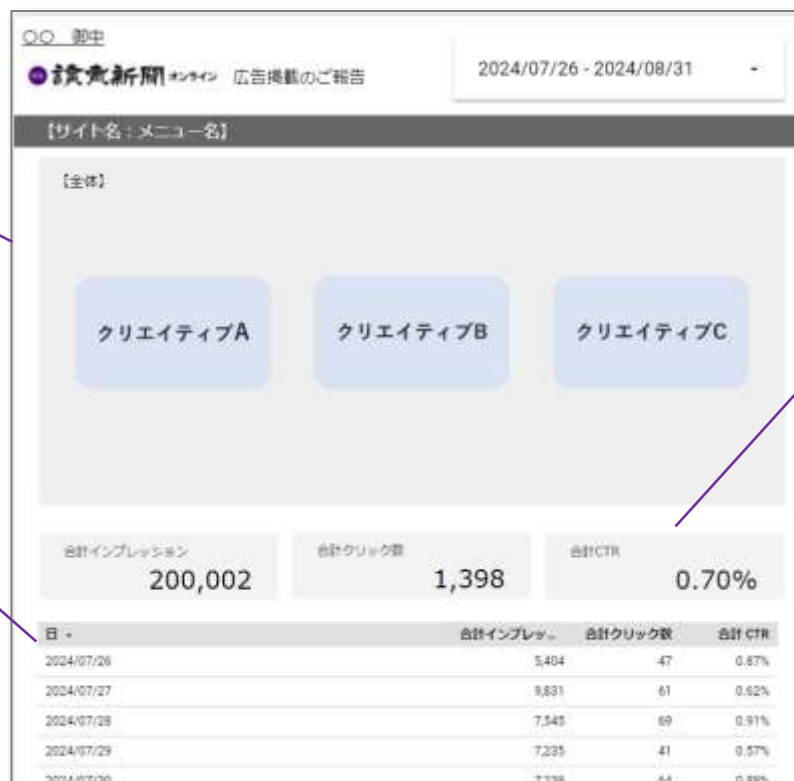 ○○ 御中
讀賣新聞オンライン 広告掲載のご報告
2024/07/26 - 2024/08/31
【サイト名：メニュー名】
【全体】
クリエイティブA
クリエイティブB
クリエイティブC
合計インプレッション
200,002
合計クリック数
1,398
合計CTR
0.70%
日 合計インプレッ... 合計クリック数 合計 CTR
2024/07/26 5,404 47 0.87%
2024/07/27 9,831 61 0.62%
2024/07/28 7,545 69 0.91%
2024/07/29 7,235 41 0.57%
2024/07/30